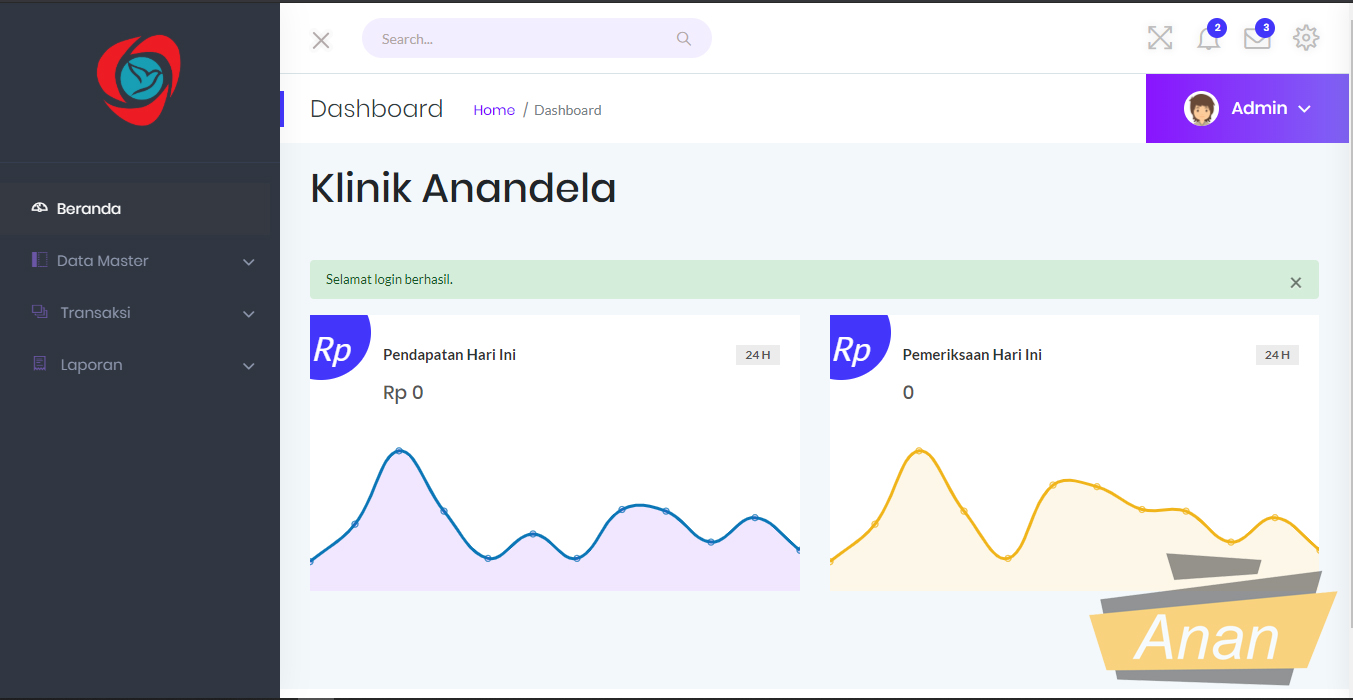 Search...
2
3
Dashboard
Home / Dashboard
Admin
Beranda
Data Master
Transaksi
Laporan
Klinik Anandela
Selamat login berhasil.
×
Rp
Pendapatan Hari Ini
24 H
Rp 0
Rp
Pemeriksaan Hari Ini
24 H
0
Anan